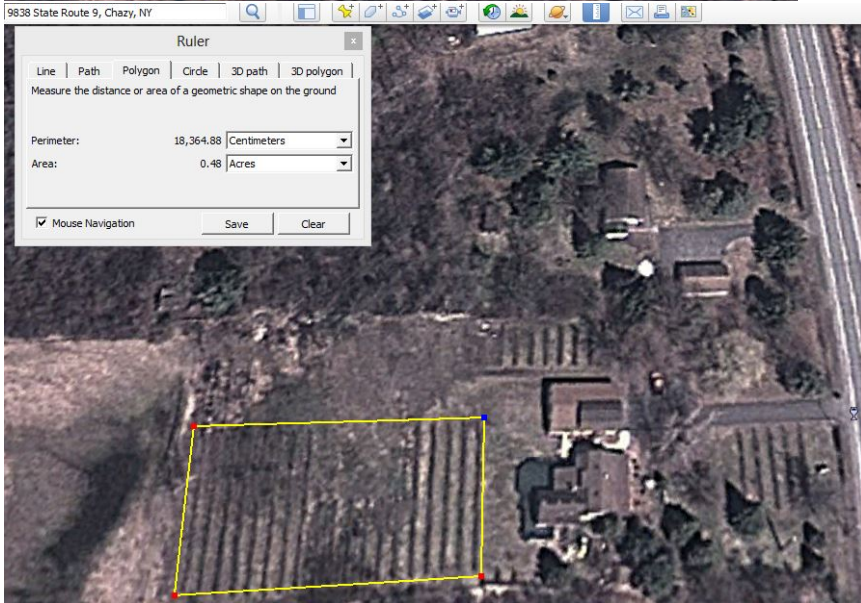 9838 State Route 9, Chazy, NY
Ruler
Line Path Polygon Circle 3D path 3D polygon
Measure the distance or area of a geometric shape on the ground
Perimeter: 18,364.88 Centimeters
Area: 0.48 Acres
Mouse Navigation Save Clear